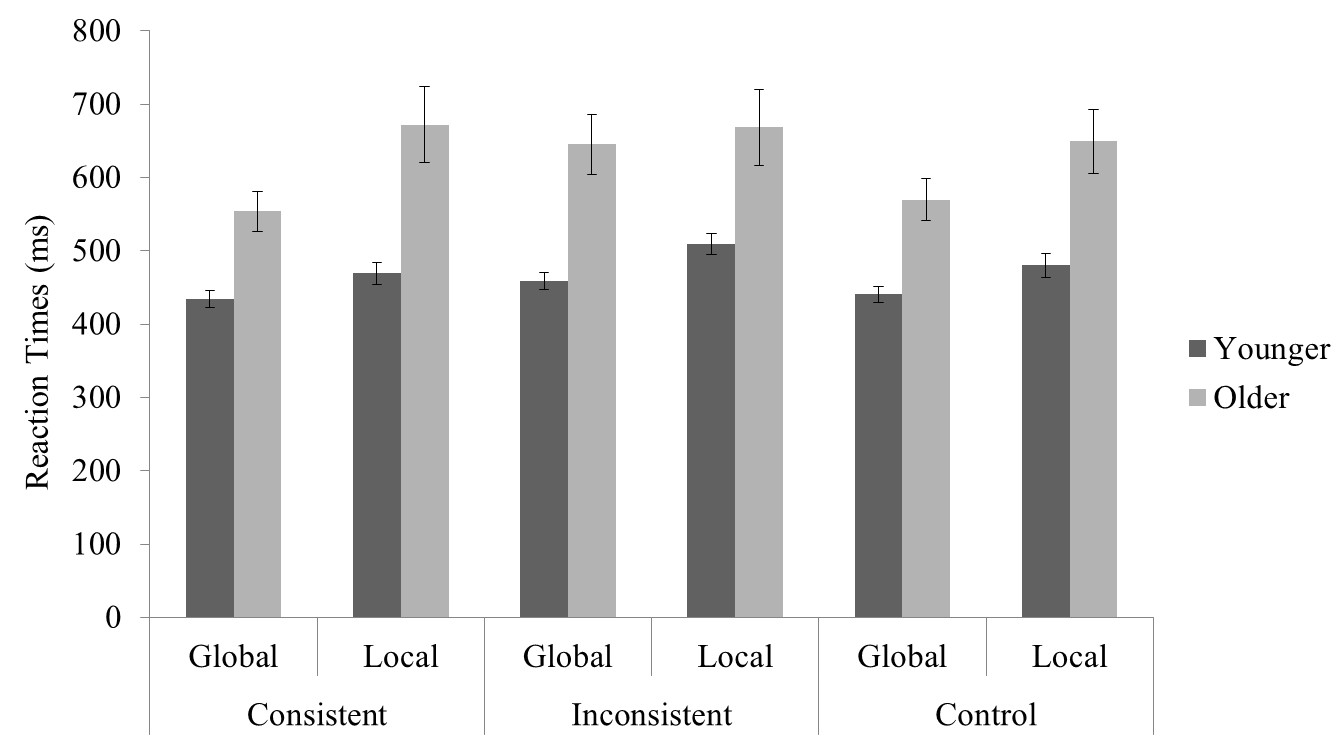 800
700
600
500
400
300
200
100
0
Reaction Times (ms)
Global Local Global Local Global Local
Consistent Inconsistent Control
Younger
Older